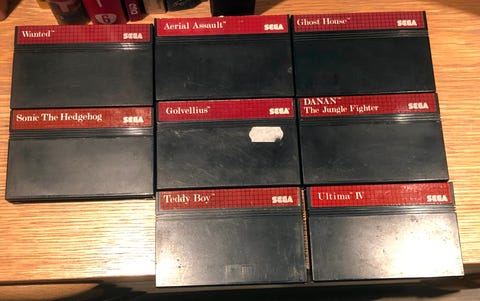 Wanted™
SEGA
Aerial Assault™
SEGA
Ghost House™
SEGA
Sonic The Hedgehog
SEGA
Golvellius™
SEGA
DANAN™
The Jungle Fighter
SEGA
Teddy Boy™
SEGA
Ultima™ IV
SEGA